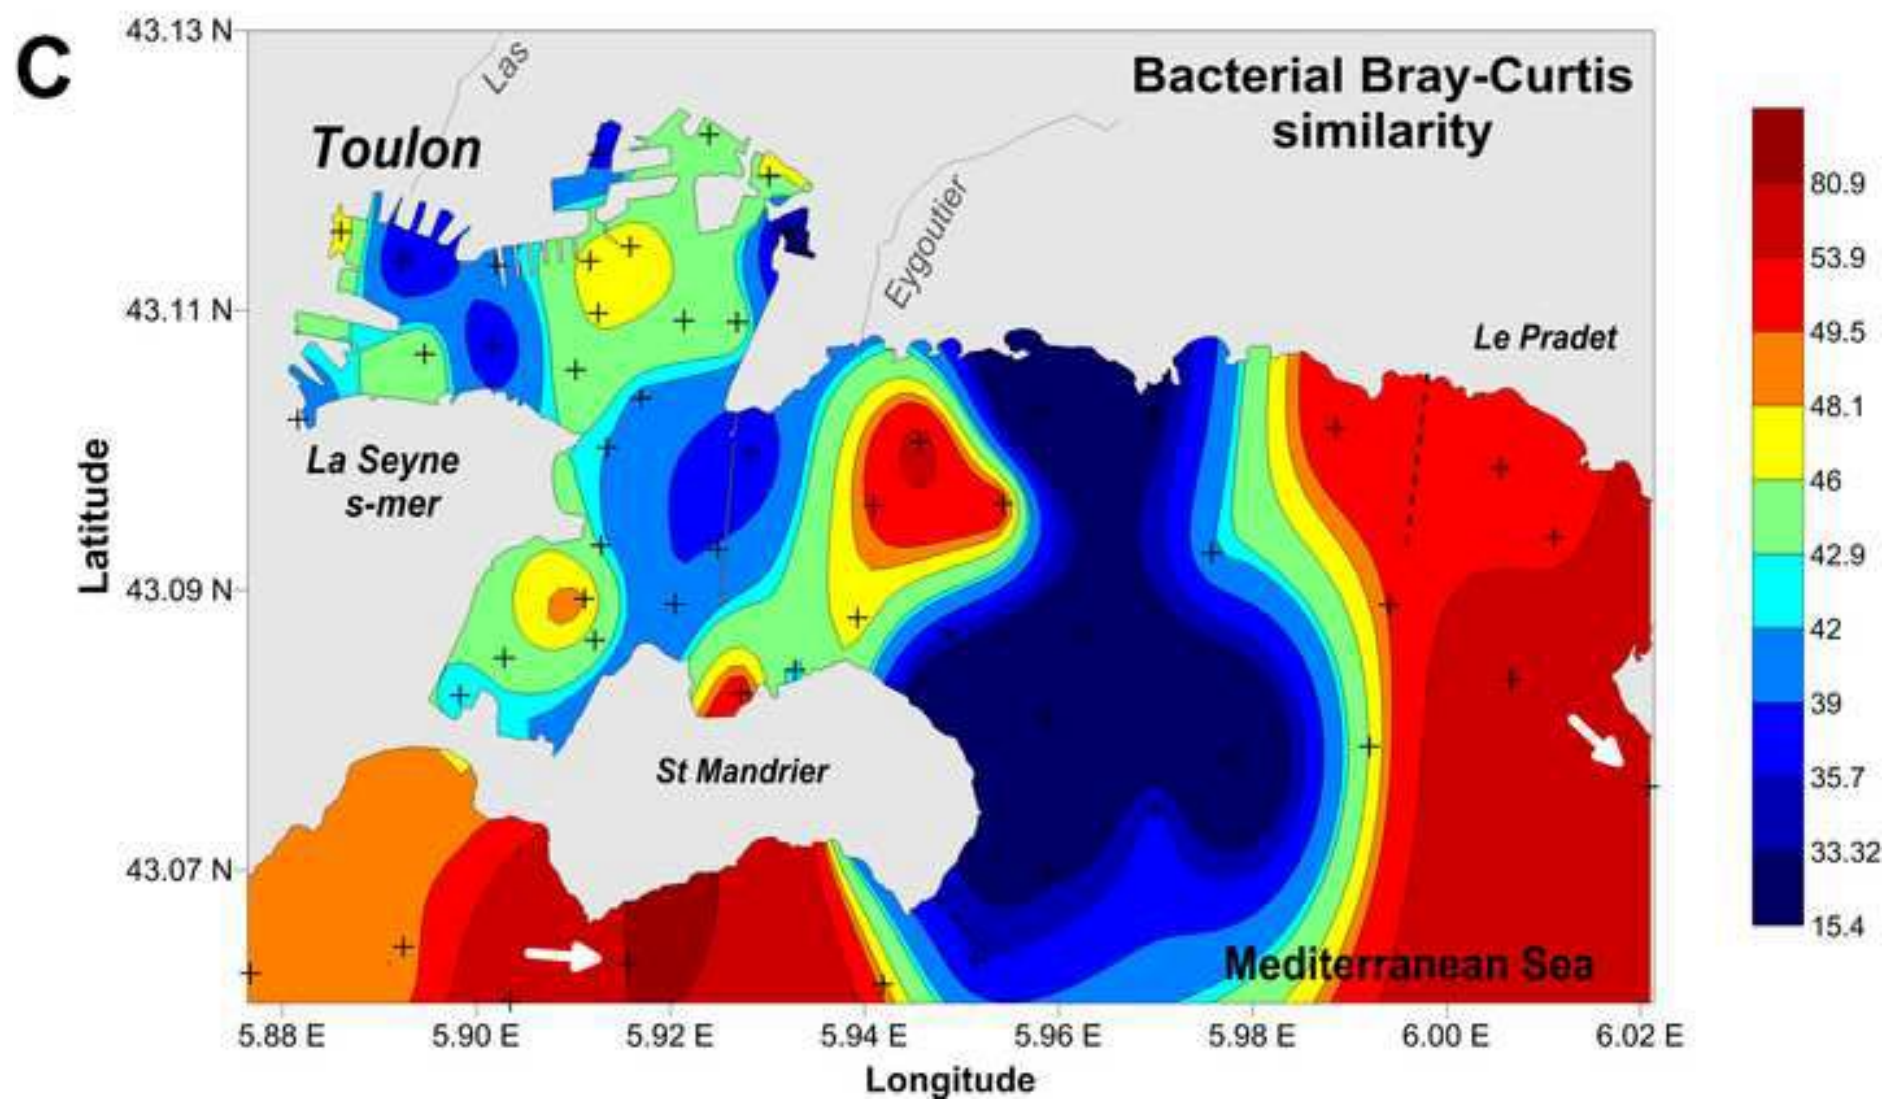 C
43.13 N
Las
Bacterial Bray-Curtis
similarity
Toulon
80.9
Eygoutier
53.9
43.11 N
Le Pradet
49.5
48.1
La Seyne
s-mer
46
Latitude
42.9
43.09 N
42
39
St Mandrier
35.7
33.32
43.07 N
15.4
Mediterranean Sea
5.88 E
5.90 E
5.92 E
5.94 E
5.96 E
5.98 E
6.00 E
6.02 E
Longitude